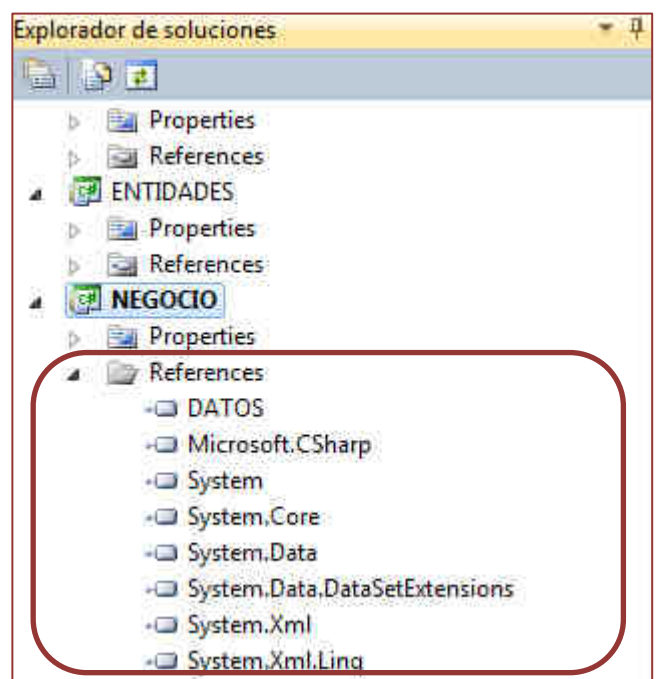 Explorador de soluciones
Properties
References
ENTIDADES
Properties
References
NEGOCIO
Properties
References
DATOS
Microsoft.CSharp
System
System.Core
System.Data
System.Data.DataSetExtensions
System.Xml
System.Xml.Linq